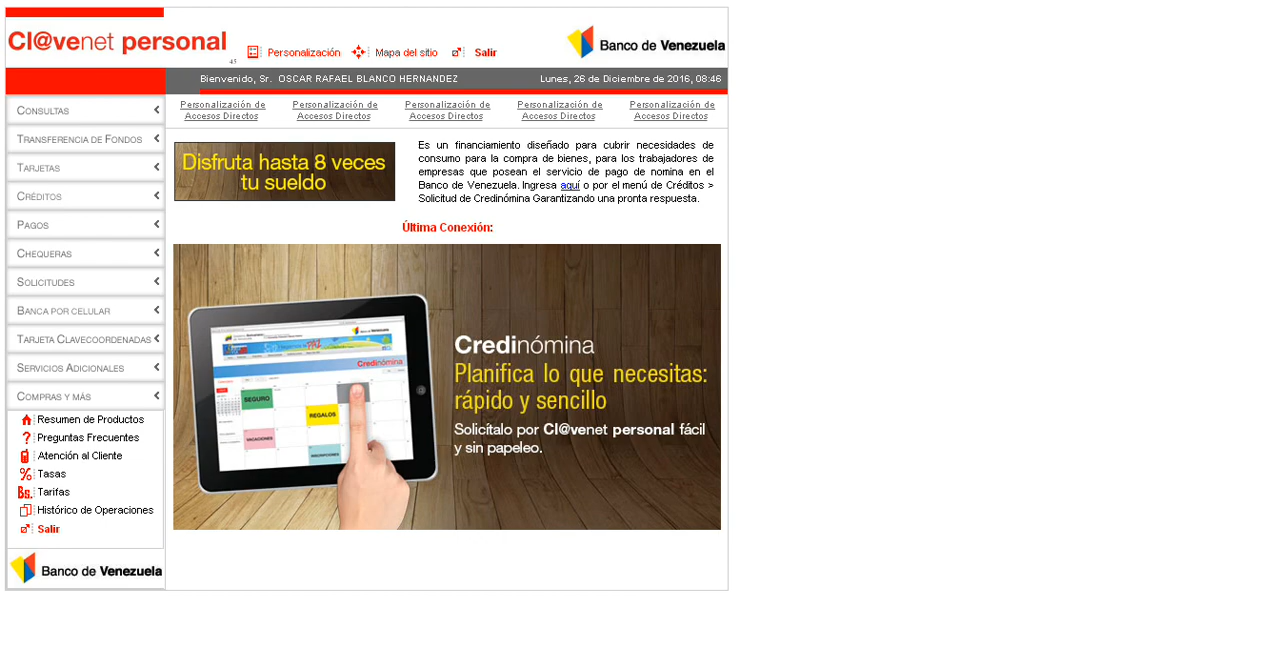 Cl@venet personal
45
Personalización
Mapa del sitio
Salir
Banco de Venezuela
Bienvenido, Sr. OSCAR RAFAEL BLANCO HERNANDEZ
Lunes, 26 de Diciembre de 2016, 08:46
Personalización de
Accesos Directos
Personalización de
Accesos Directos
Personalización de
Accesos Directos
Personalización de
Accesos Directos
Personalización de
Accesos Directos
CONSULTAS
TRANSFERENCIA DE FONDOS
TARJETAS
CRÉDITOS
PAGOS
CHEQUERAS
SOLICITUDES
BANCA POR CELULAR
TARJETA CLAVECOORDENADAS
SERVICIOS ADICIONALES
COMPRAS Y MÁS
Resumen de Productos
Preguntas Frecuentes
Atención al Cliente
% Tasas
Bs. Tarifas
Histórico de Operaciones
Salir
Banco de Venezuela
Disfruta hasta 8 veces
tu sueldo
Es un financiamiento diseñado para cubrir necesidades de
consumo para la compra de bienes, para los trabajadores de
empresas que posean el servicio de pago de nomina en el
Banco de Venezuela. Ingresa aquí o por el menú de Créditos >
Solicitud de Credinómina Garantizando una pronta respuesta.
Última Conexión:
Credinómina
SEGURO
REGALOS
VACACIONES
INSCRIPCIONES
Credinómina
Planifica lo que necesitas:
rápido y sencillo
Solicítalo por Cl@venet personal fácil
y sin papeleo.